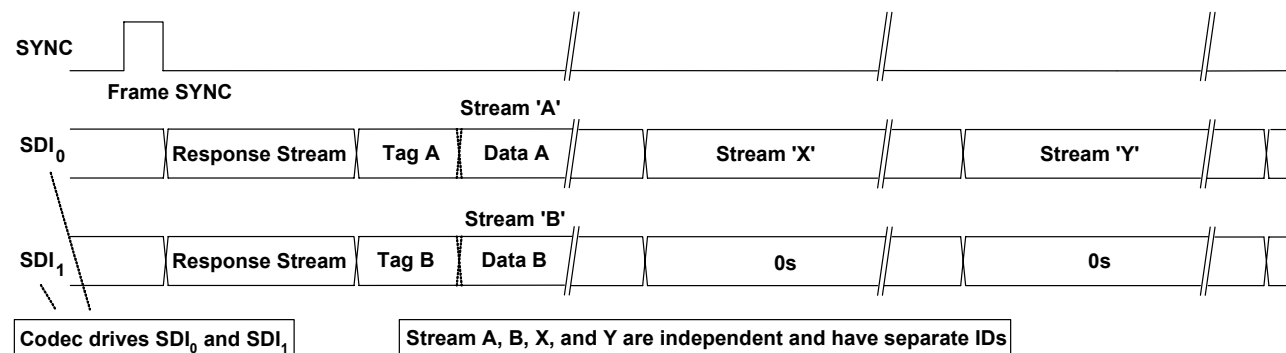 SYNC
Frame SYNC
Stream 'A'
SDI0 Response Stream Tag A Data A Stream 'X' Stream 'Y'
Stream 'B'
SDI1 Response Stream Tag B Data B 0s 0s
Codec drives SDI0 and SDI1
Stream A, B, X, and Y are independent and have separate IDs